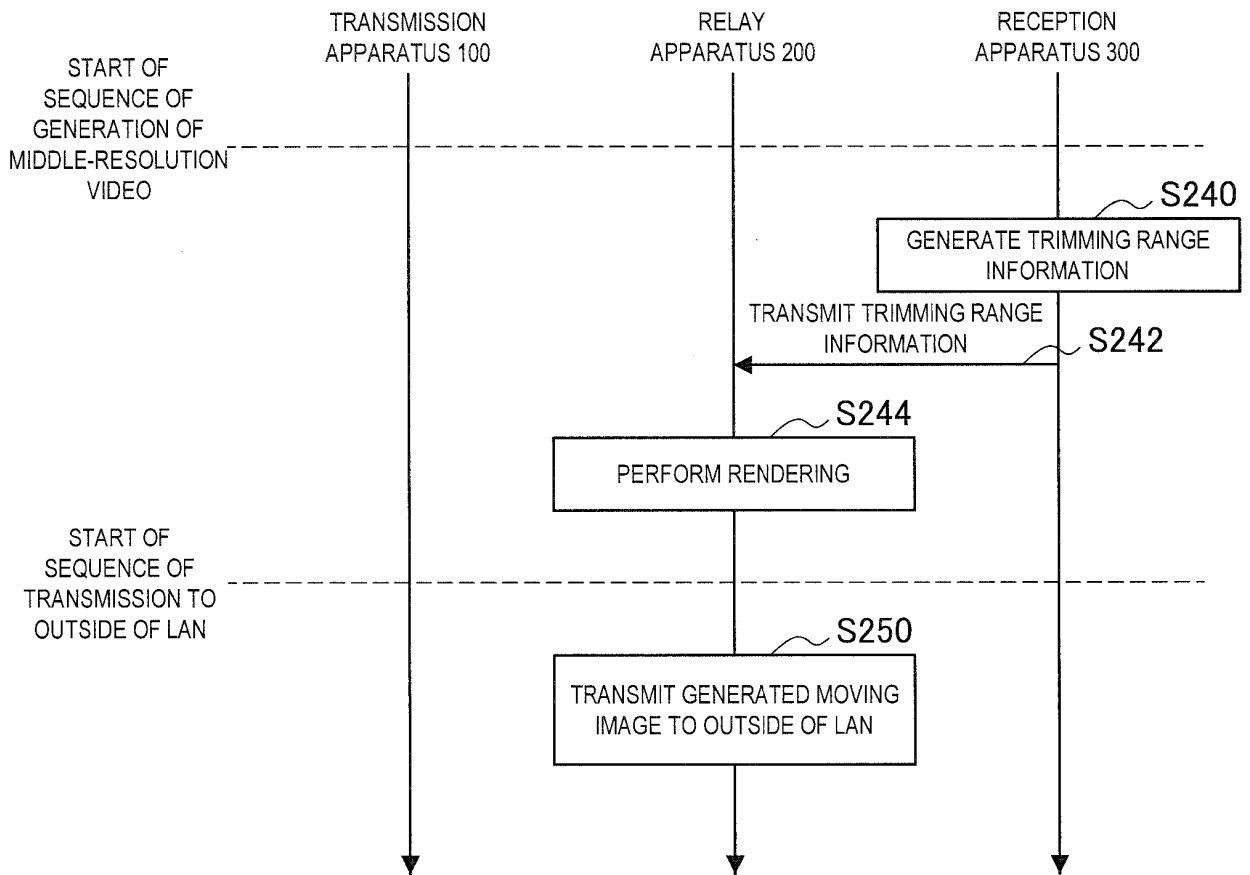 TRANSMISSION
APPARATUS 100
RELAY
APPARATUS 200
RECEPTION
APPARATUS 300
START OF
SEQUENCE OF
GENERATION OF
MIDDLE-RESOLUTION
VIDEO
S240
GENERATE TRIMMING RANGE
INFORMATION
TRANSMIT TRIMMING RANGE
INFORMATION
S242
S244
PERFORM RENDERING
START OF
SEQUENCE OF
TRANSMISSION TO
OUTSIDE OF LAN
S250
TRANSMIT GENERATED MOVING
IMAGE TO OUTSIDE OF LAN